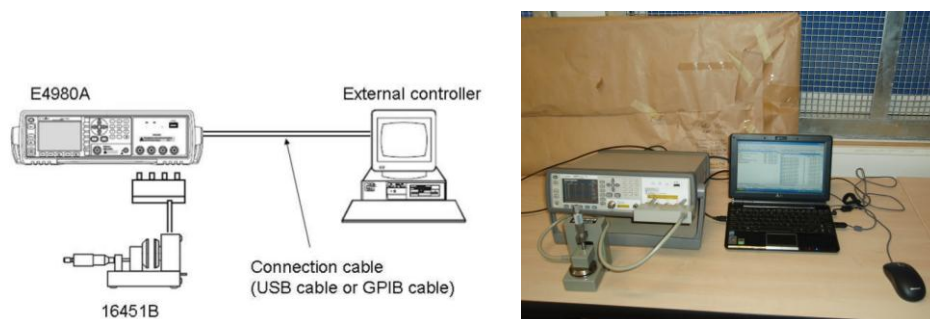 E4980A
External controller
Connection cable
(USB cable or GPIB cable)
16451B